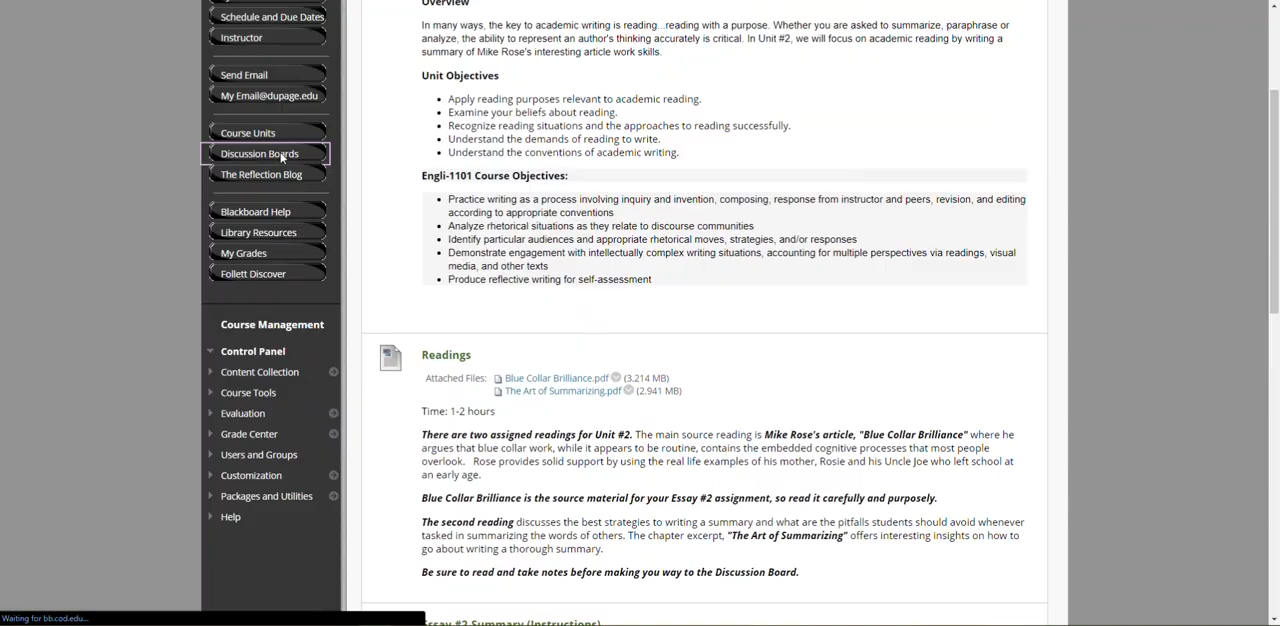 Schedule and Due Dates
Instructor
Send Email
My Email@dupage.edu
Course Units
Discussion Boards
The Reflection Blog
Blackboard Help
Library Resources
My Grades
Follett Discover
Course Management
Control Panel
Content Collection
Course Tools
Evaluation
Grade Center
Users and Groups
Customization
Packages and Utilities
Help
Waiting for bb.cod.edu...
Overview
In many ways, the key to academic writing is reading...reading with a purpose. Whether you are asked to summarize, paraphrase or
analyze, the ability to represent an author's thinking accurately is critical. In Unit #2, we will focus on academic reading by writing a
summary of Mike Rose's interesting article work skills.
Unit Objectives
• Apply reading purposes relevant to academic reading.
• Examine your beliefs about reading.
• Recognize reading situations and the approaches to reading successfully.
• Understand the demands of reading to write.
• Understand the conventions of academic writing.
Engli-1101 Course Objectives:
• Practice writing as a process involving inquiry and invention, composing, response from instructor and peers, revision, and editing
according to appropriate conventions
• Analyze rhetorical situations as they relate to discourse communities
• Identify particular audiences and appropriate rhetorical moves, strategies, and/or responses
• Demonstrate engagement with intellectually complex writing situations, accounting for multiple perspectives via readings, visual
media, and other texts
• Produce reflective writing for self-assessment
Readings
Attached Files: Blue Collar Brilliance.pdf (3.214 MB)
The Art of Summarizing.pdf (2.941 MB)
Time: 1-2 hours
There are two assigned readings for Unit #2. The main source reading is Mike Rose's article, "Blue Collar Brilliance" where he
argues that blue collar work, while it appears to be routine, contains the embedded cognitive processes that most people
overlook. Rose provides solid support by using the real life examples of his mother, Rosie and his Uncle Joe who left school at
an early age.
Blue Collar Brilliance is the source material for your Essay #2 assignment, so read it carefully and purposely.
The second reading discusses the best strategies to writing a summary and what are the pitfalls students should avoid whenever
tasked in summarizing the words of others. The chapter excerpt, "The Art of Summarizing" offers interesting insights on how to
go about writing a thorough summary.
Be sure to read and take notes before making you way to the Discussion Board.
Essay #2 Summary (Instructions)